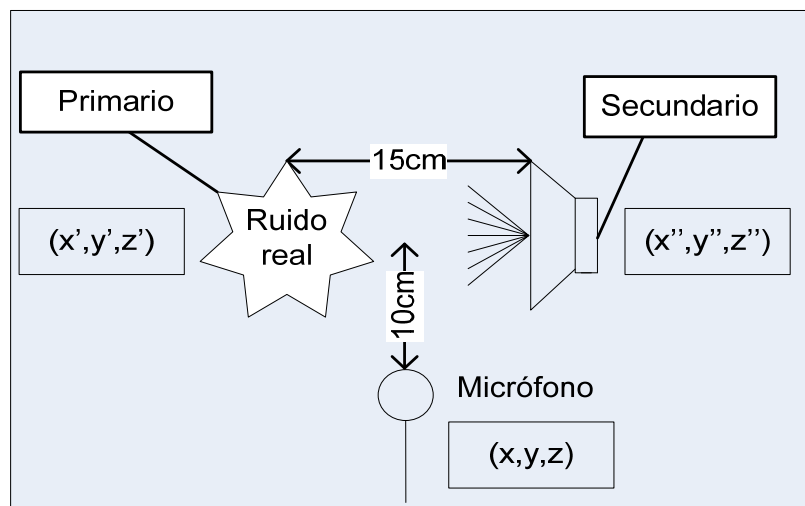 Primario
Secundario
15cm
(x’,y’,z’)
Ruido
real
(x’’,y’’,z’’)
10cm
Micrófono
(x,y,z)